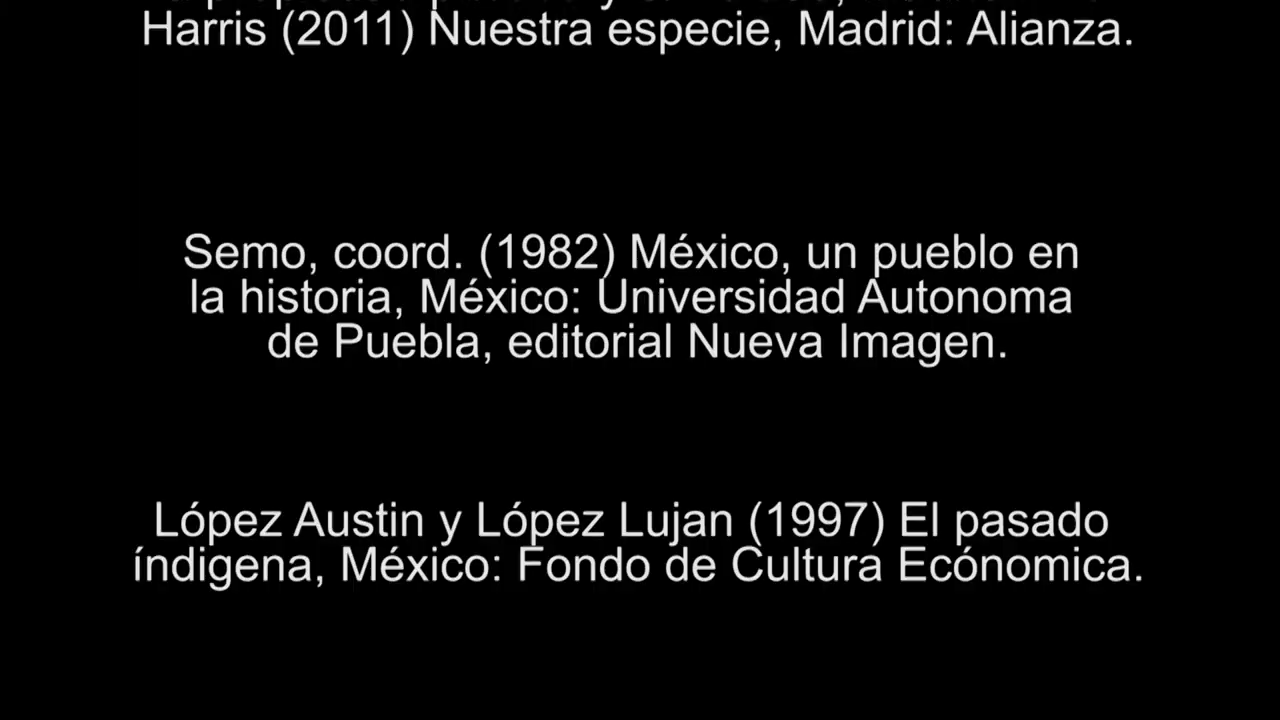 Harris (2011) Nuestra especie, Madrid: Alianza.
Semo, coord. (1982) México, un pueblo en
la historia, México: Universidad Autonoma
de Puebla, editorial Nueva Imagen.
López Austin y López Lujan (1997) El pasado
índigena, México: Fondo de Cultura Ecónomica.